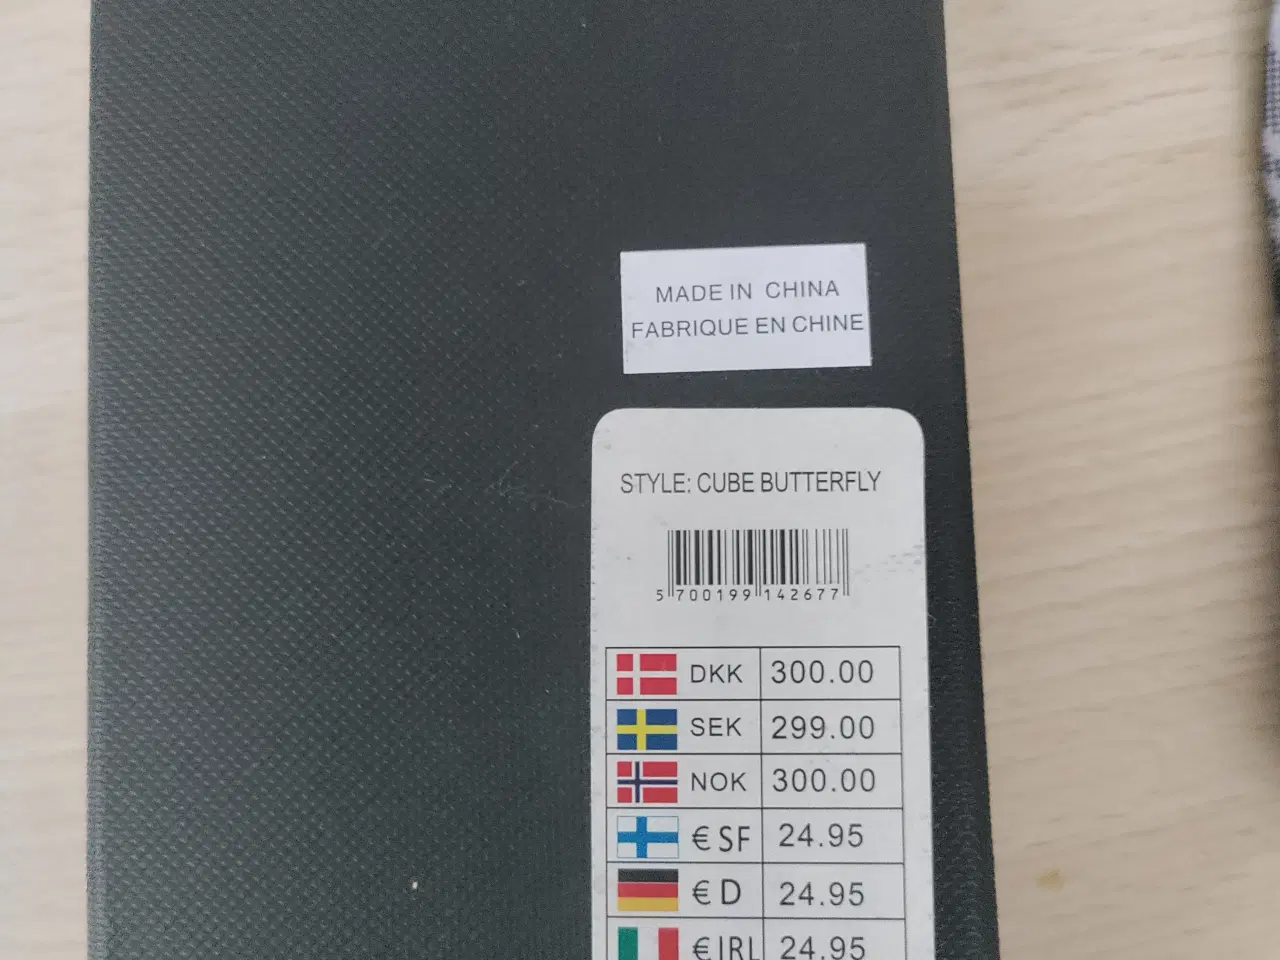 MADE IN CHINA
FABRIQUE EN CHINE
STYLE: CUBE BUTTERFLY
5 700199 142677
DKK 300.00
SEK 299.00
NOK 300.00
€ SF 24.95
€ D 24.95
€ IRL 24.95